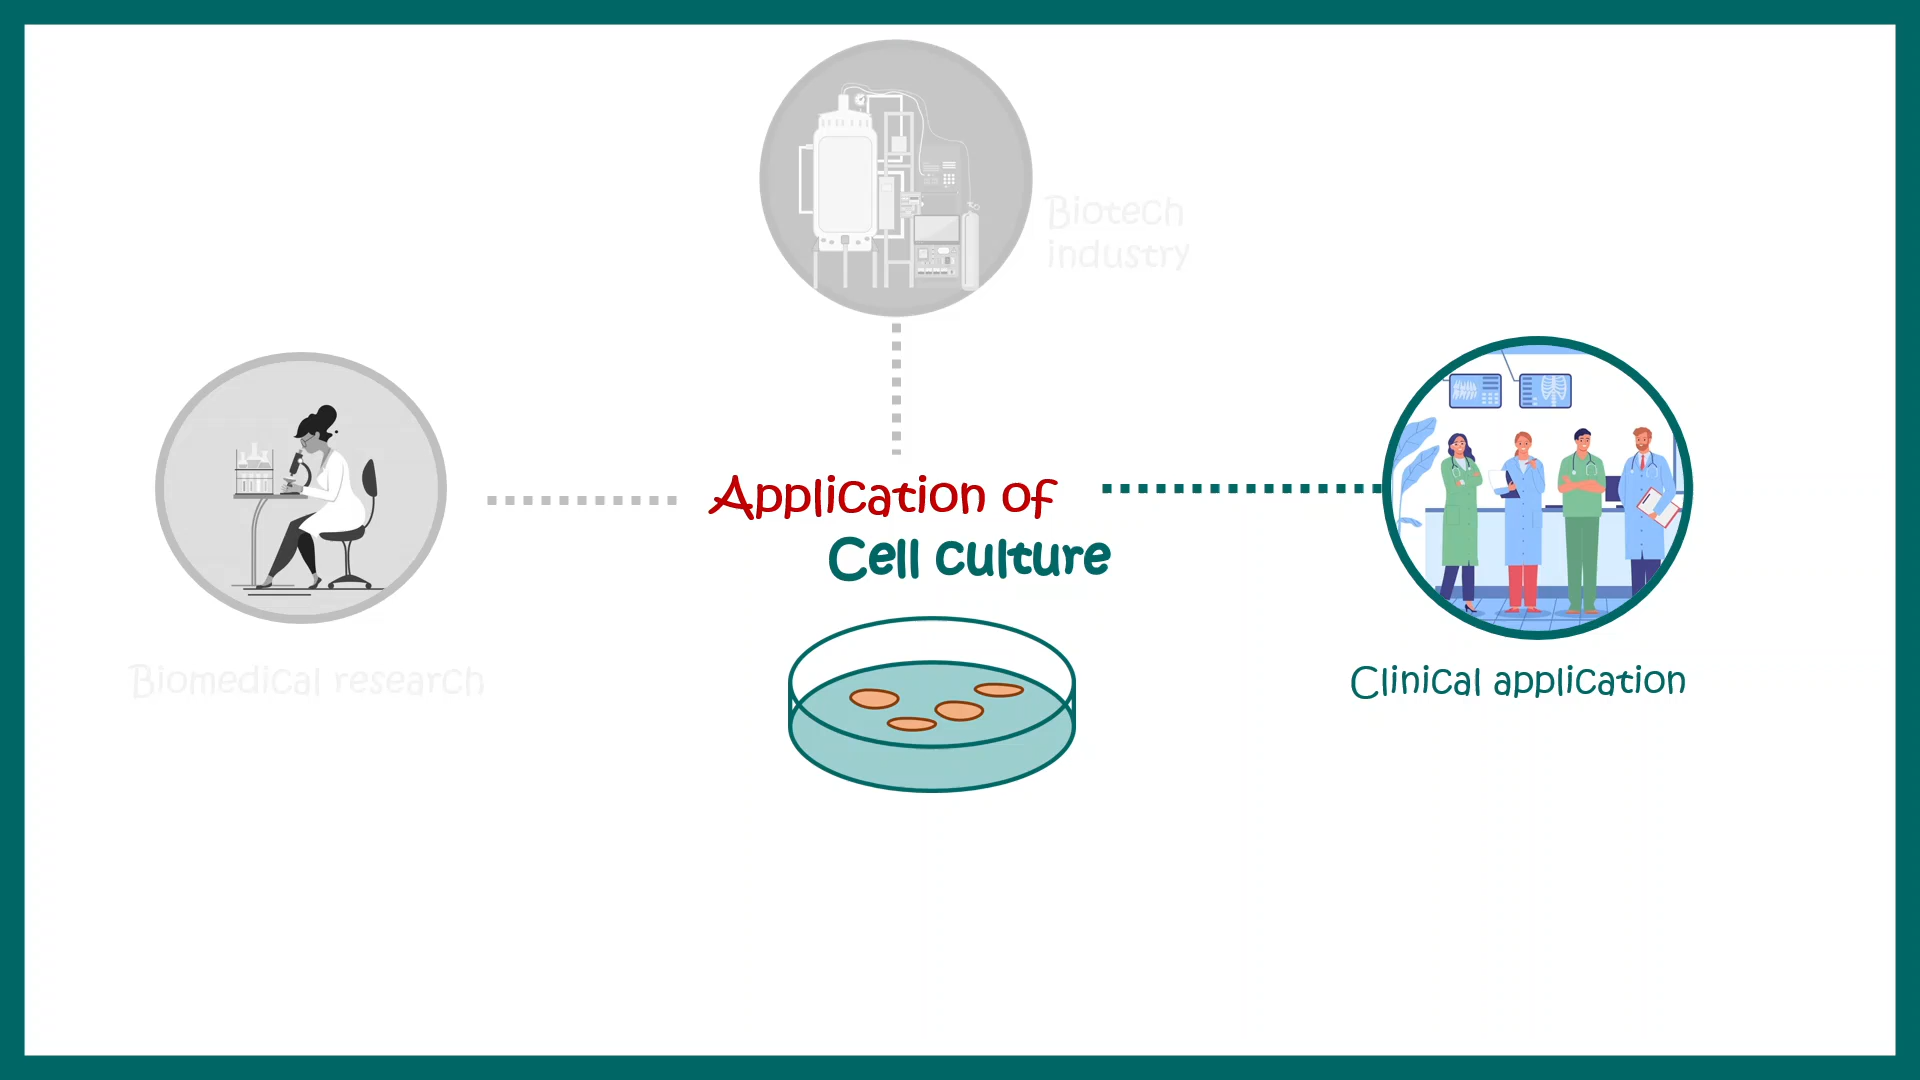 Biotech
industry
Application of
Cell culture
Biomedical research
Clinical application